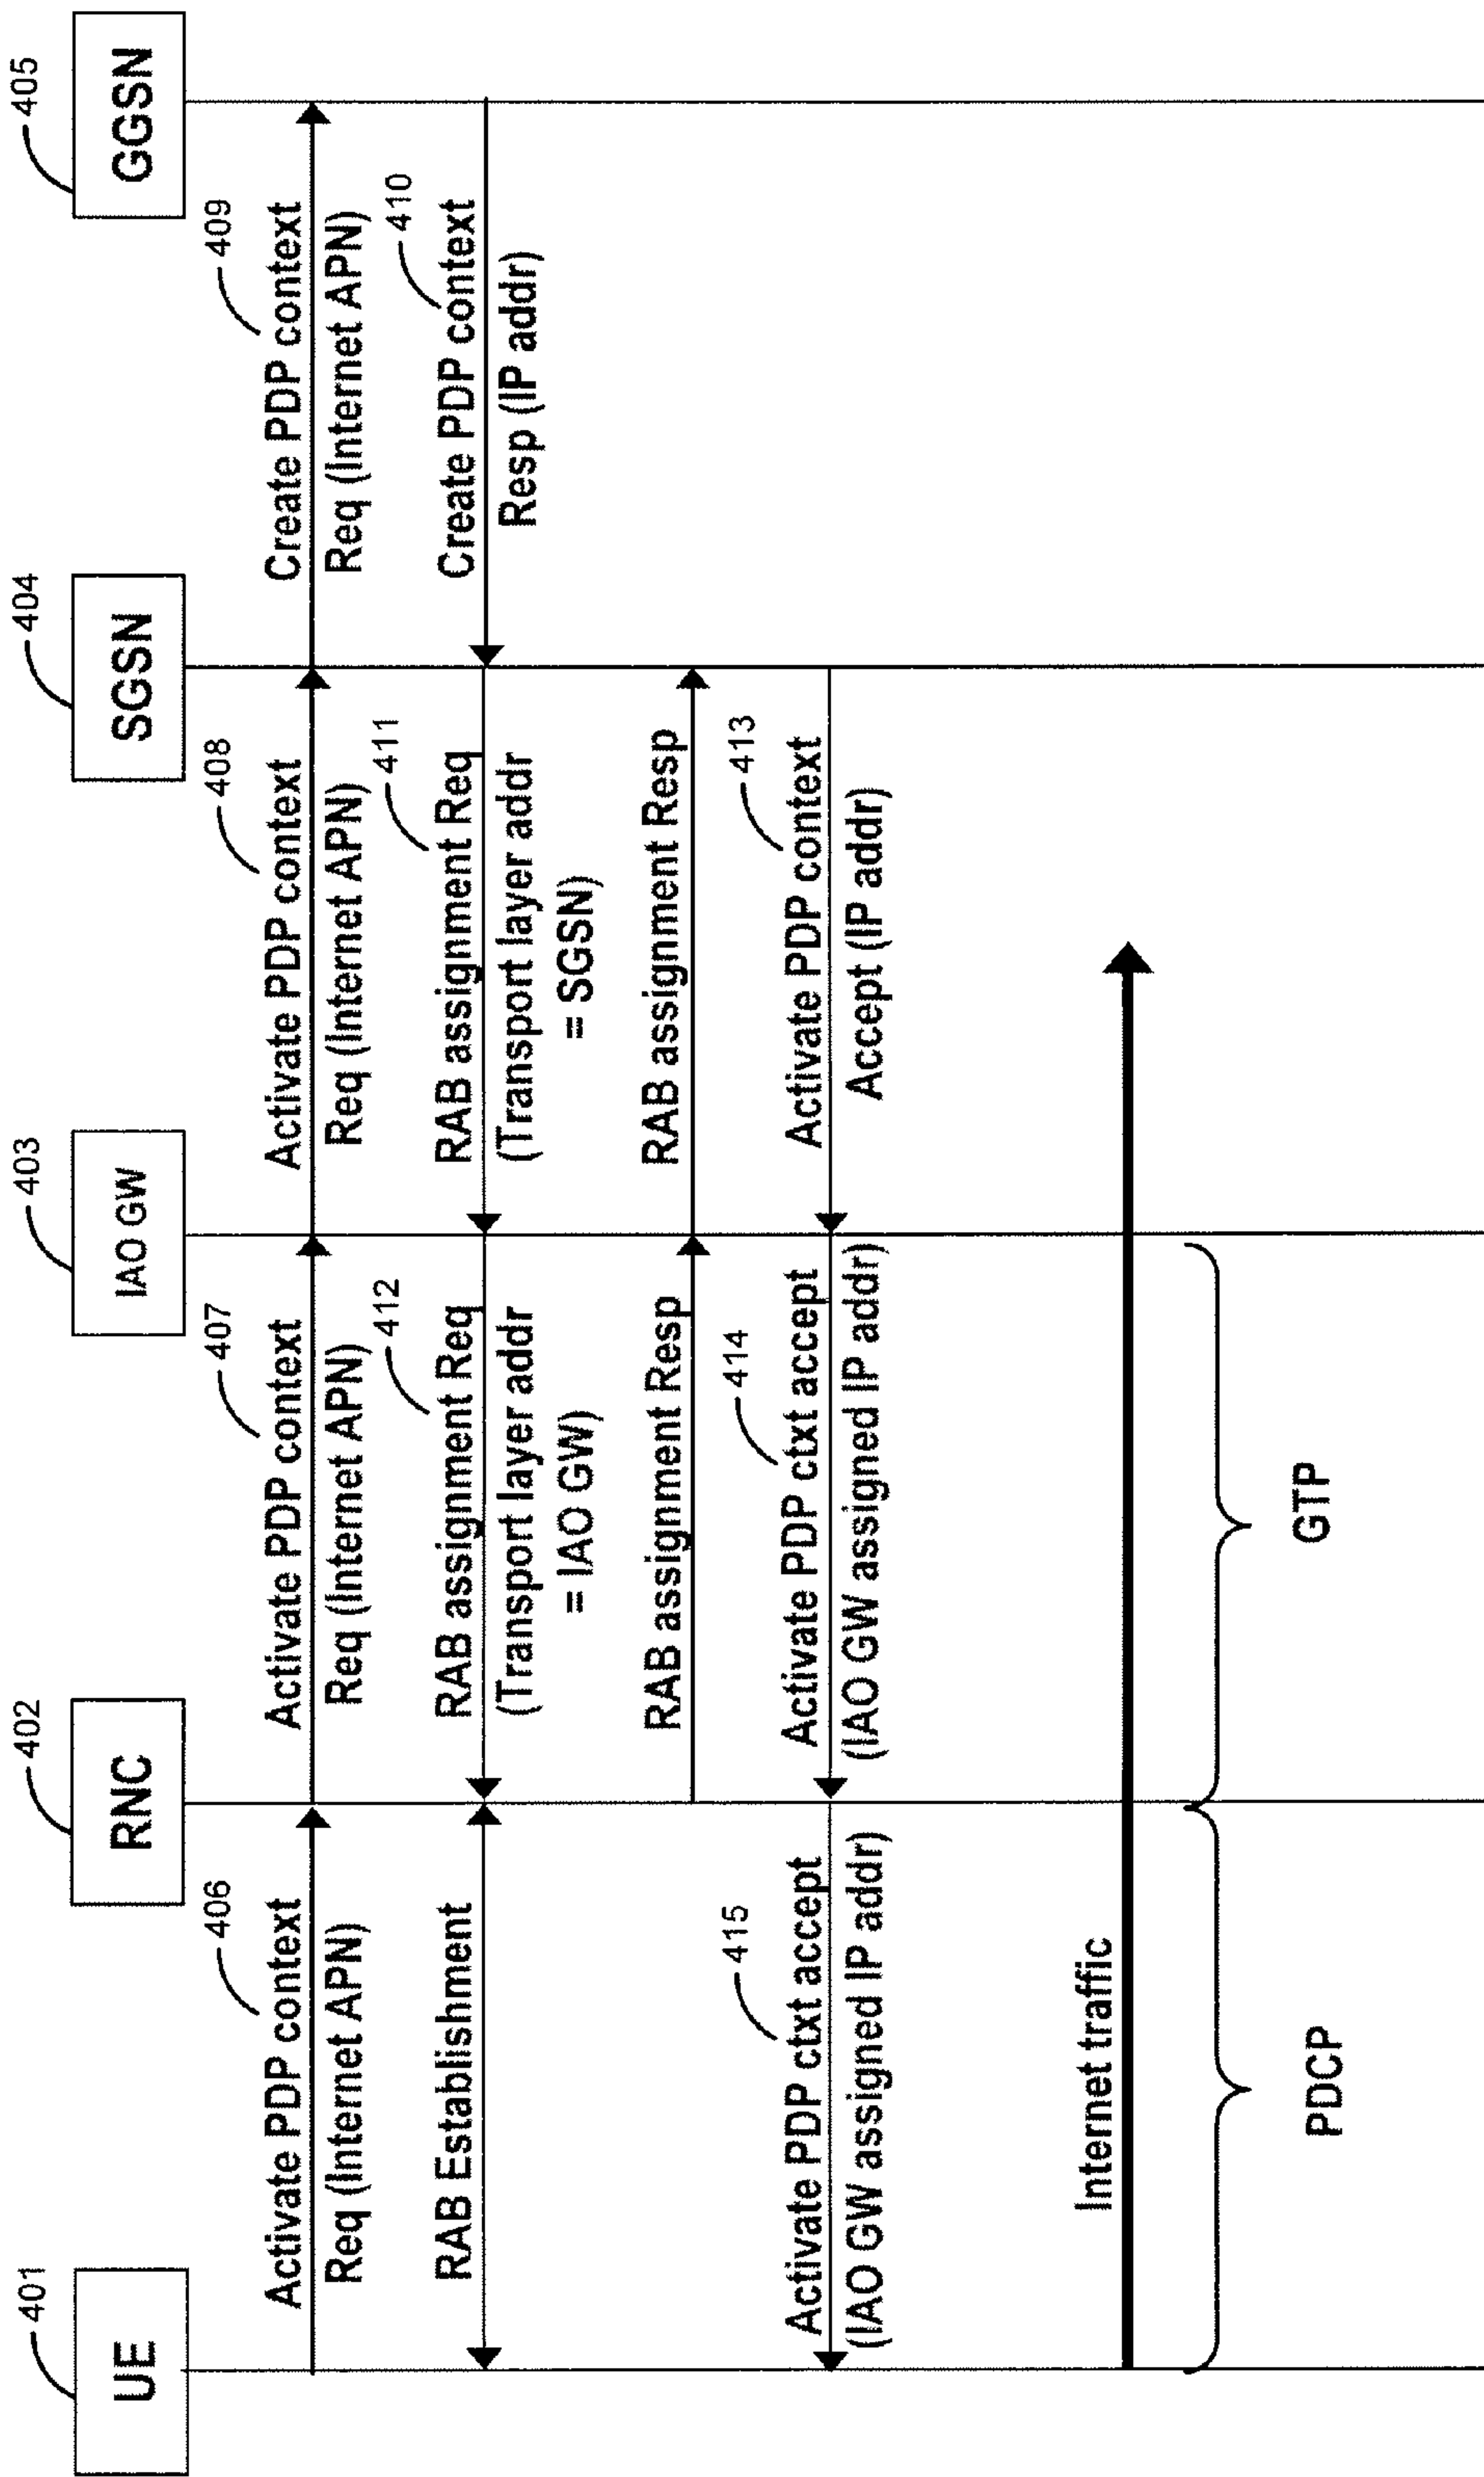 401
UE
402
RNC
403
IAO GW
404
SGSN
405
GGSN
406
Activate PDP context
Req (Internet APN)
407
Activate PDP context
Req (Internet APN)
408
Activate PDP context
Req (Internet APN)
409
Create PDP context
Req (Internet APN)
RAB Establishment
412
RAB assignment Req
(Transport layer addr
= IAO GW)
411
RAB assignment Req
(Transport layer addr
= SGSN)
410
Create PDP context
Resp (IP addr)
RAB assignment Resp
RAB assignment Resp
415
Activate PDP ctxt accept
(IAO GW assigned IP addr)
414
Activate PDP ctxt accept
(IAO GW assigned IP addr)
413
Activate PDP context
Accept (IP addr)
Internet traffic
PDCP
GTP